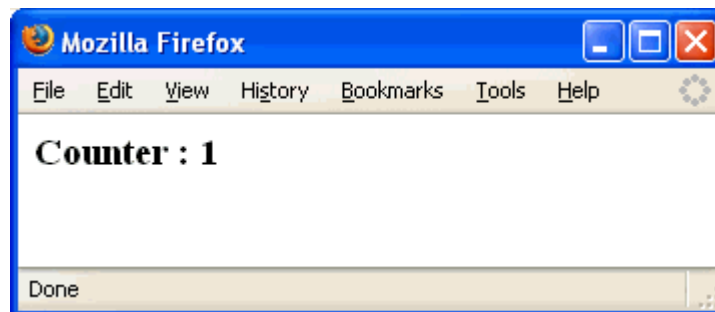 Mozilla Firefox
File Edit View History Bookmarks Tools Help
Counter : 1
Done